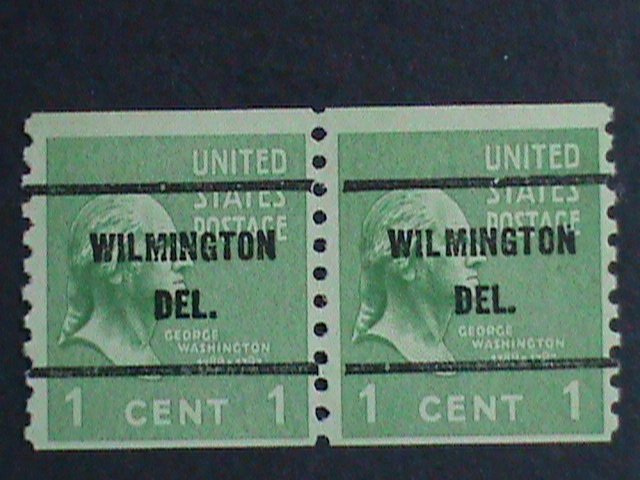 UNITED
STATES
POSTAGE
WILMINGTON
DEL.
GEORGE
WASHINGTON
1 CENT 1
UNITED
STATES
POSTAGE
WILMINGTON
DEL.
GEORGE
WASHINGTON
1 CENT 1